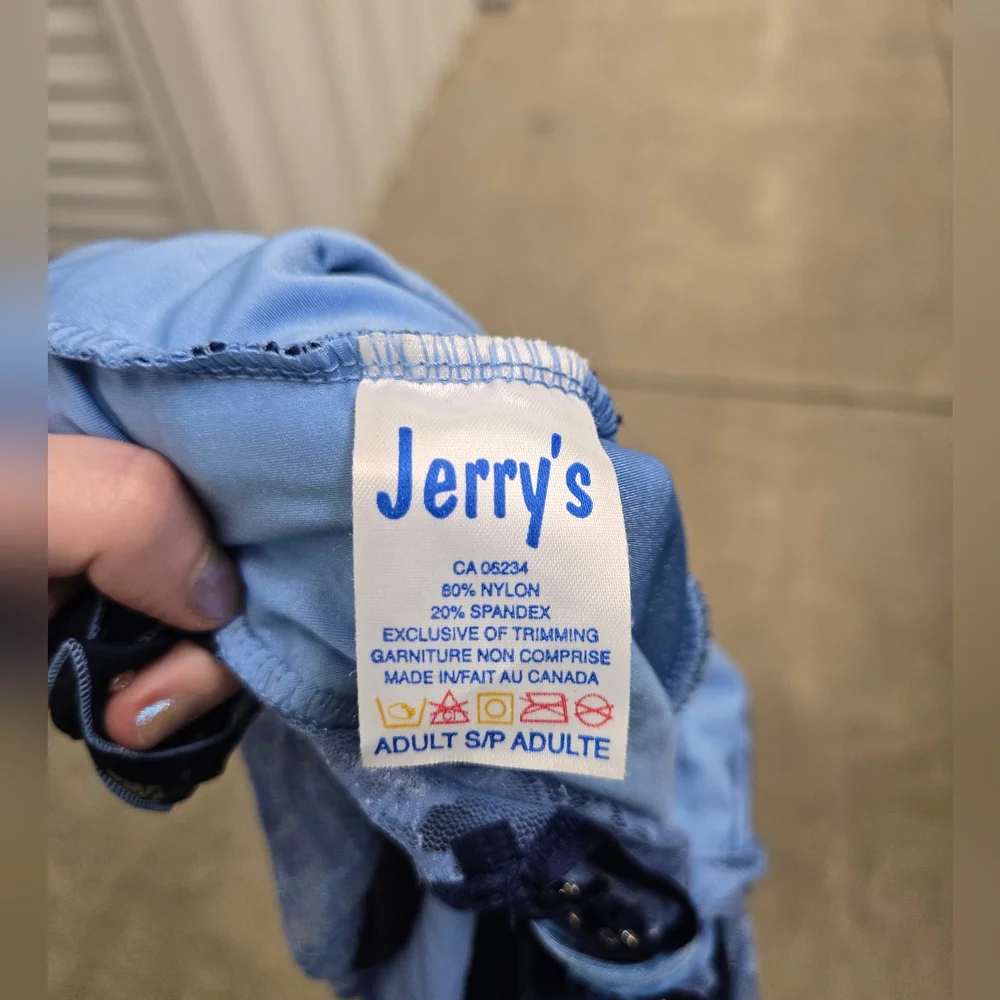 Jerry's
CA 06234
80% NYLON
20% SPANDEX
EXCLUSIVE OF TRIMMING
GARNITURE NON COMPRISE
MADE IN/FAIT AU CANADA
ADULT S/P ADULTE